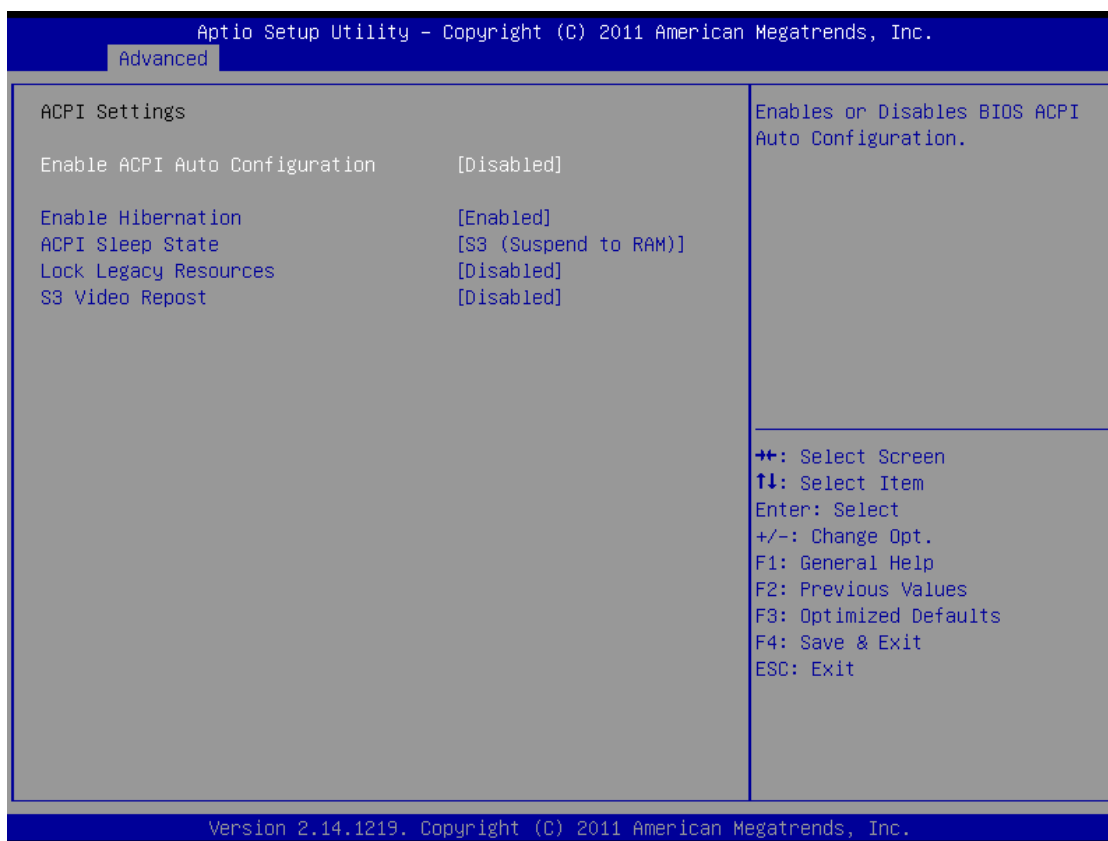 Aptio Setup Utility – Copyright (C) 2011 American Megatrends, Inc.
Advanced
ACPI Settings
Enable ACPI Auto Configuration [Disabled]
Enable Hibernation [Enabled]
ACPI Sleep State [S3 (Suspend to RAM)]
Lock Legacy Resources [Disabled]
S3 Video Repost [Disabled]
Enables or Disables BIOS ACPI
Auto Configuration.
→←: Select Screen
↑↓: Select Item
Enter: Select
+/-: Change Opt.
F1: General Help
F2: Previous Values
F3: Optimized Defaults
F4: Save & Exit
ESC: Exit
Version 2.14.1219. Copyright (C) 2011 American Megatrends, Inc.